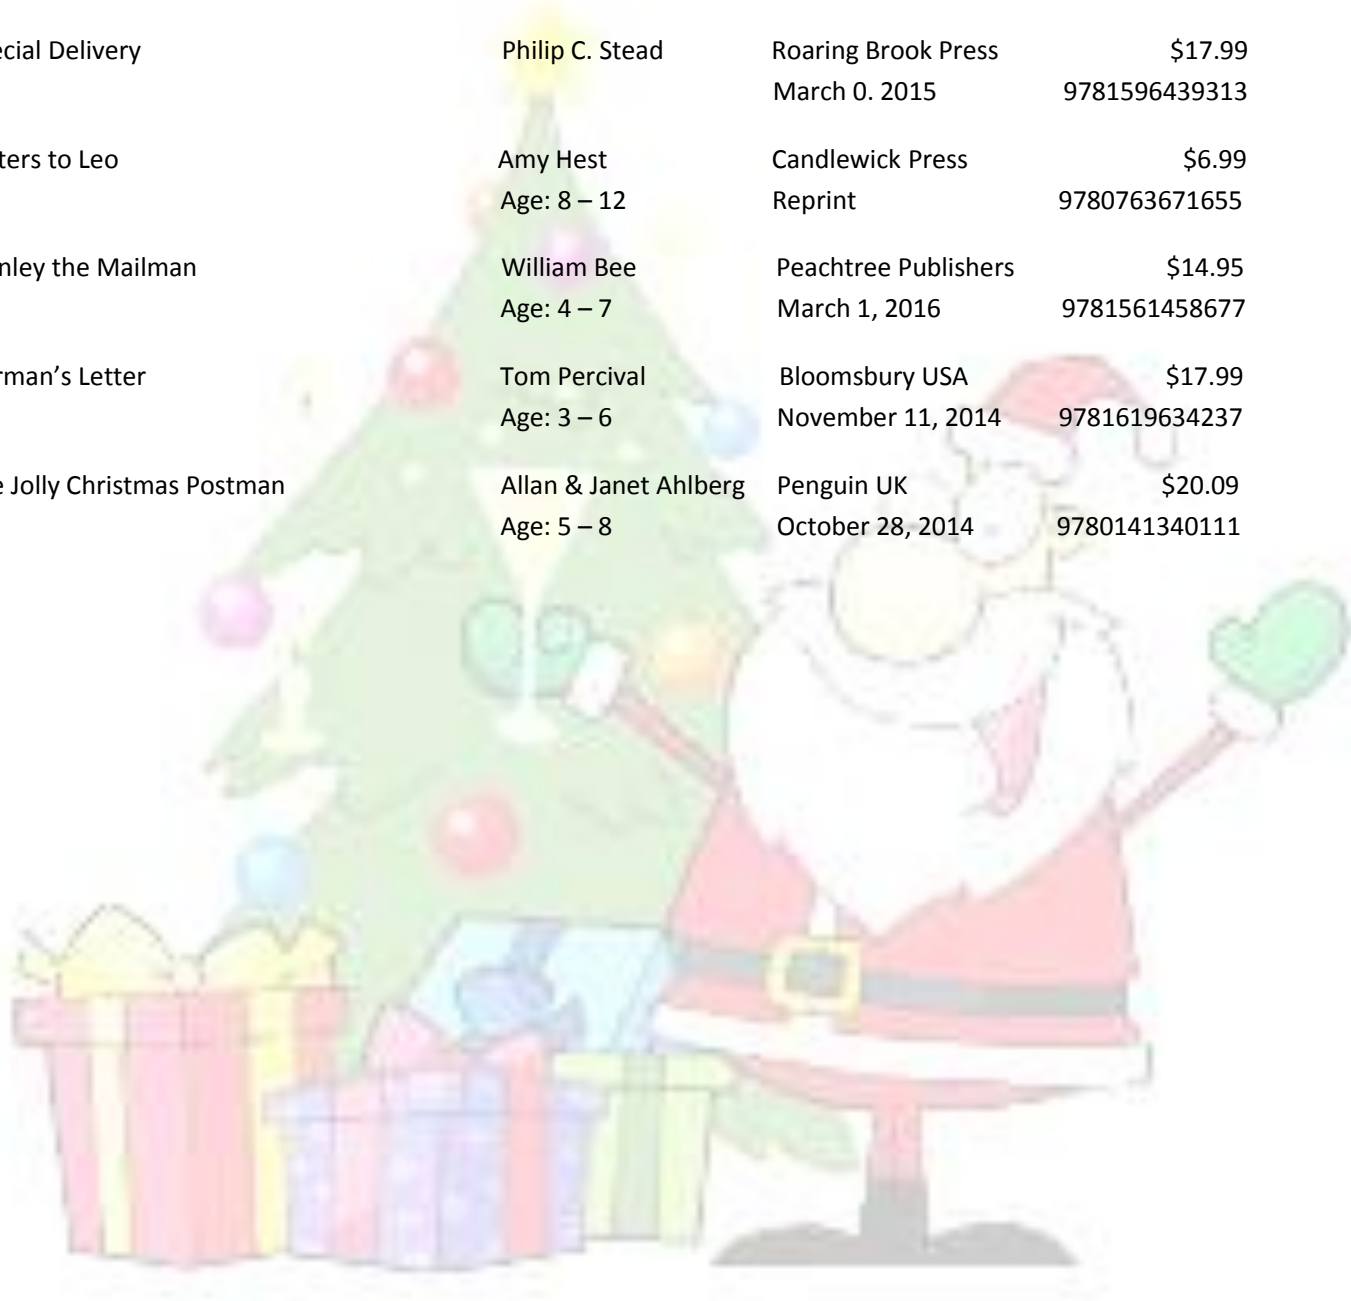 ecial Delivery Philip C. Stead Roaring Brook Press $17.99
March 0. 2015 9781596439313
ters to Leo Amy Hest Candlewick Press $6.99
Age: 8 – 12 Reprint 9780763671655
nley the Mailman William Bee Peachtree Publishers $14.95
Age: 4 – 7 March 1, 2016 9781561458677
rman’s Letter Tom Percival Bloomsbury USA $17.99
Age: 3 – 6 November 11, 2014 9781619634237
e Jolly Christmas Postman Allan & Janet Ahlberg Penguin UK $20.09
Age: 5 – 8 October 28, 2014 9780141340111